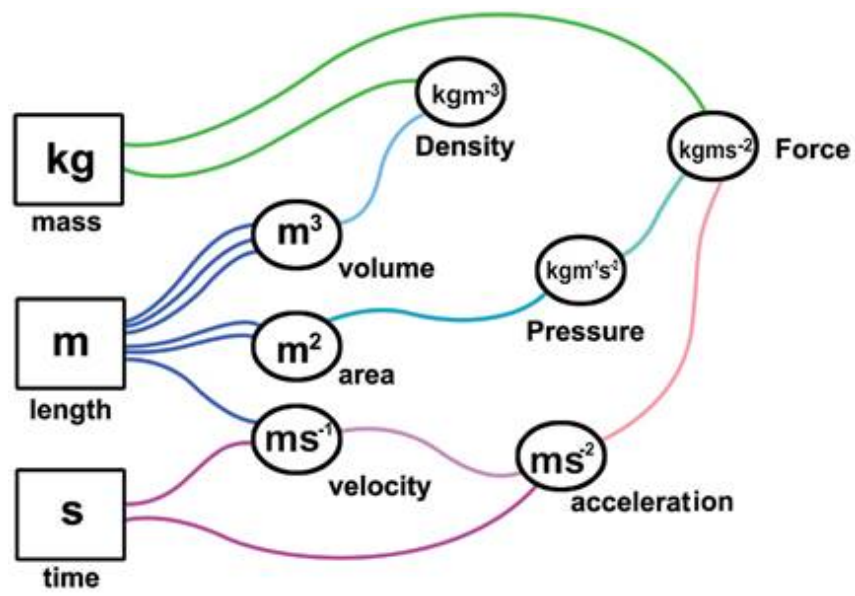 kg
mass
kgm⁻³
Density
kgms⁻²
Force
m³
volume
kgm⁻¹s⁻²
Pressure
m
length
m²
area
ms⁻¹
velocity
ms⁻²
acceleration
s
time